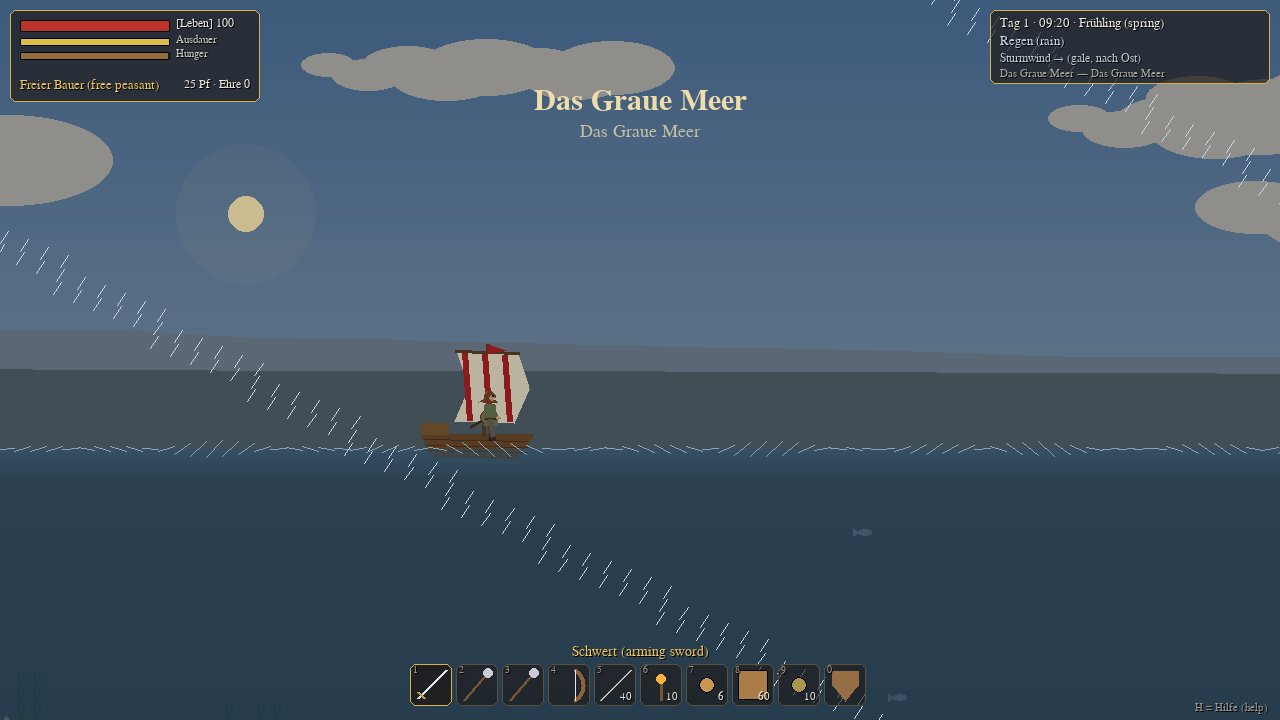 [Leben] 100
Ausdauer
Hunger
Freier Bauer (free peasant) 25 Pf · Ehre 0
Tag 1 · 09:20 · Frühling (spring)
Regen (rain)
Sturmwind → (gale, nach Ost)
Das Graue Meer — Das Graue Meer
Das Graue Meer
Das Graue Meer
Schwert (arming sword)
1 2 3 4 5 6 7 8 9 0
40 10 6 60 10
H = Hilfe (help)